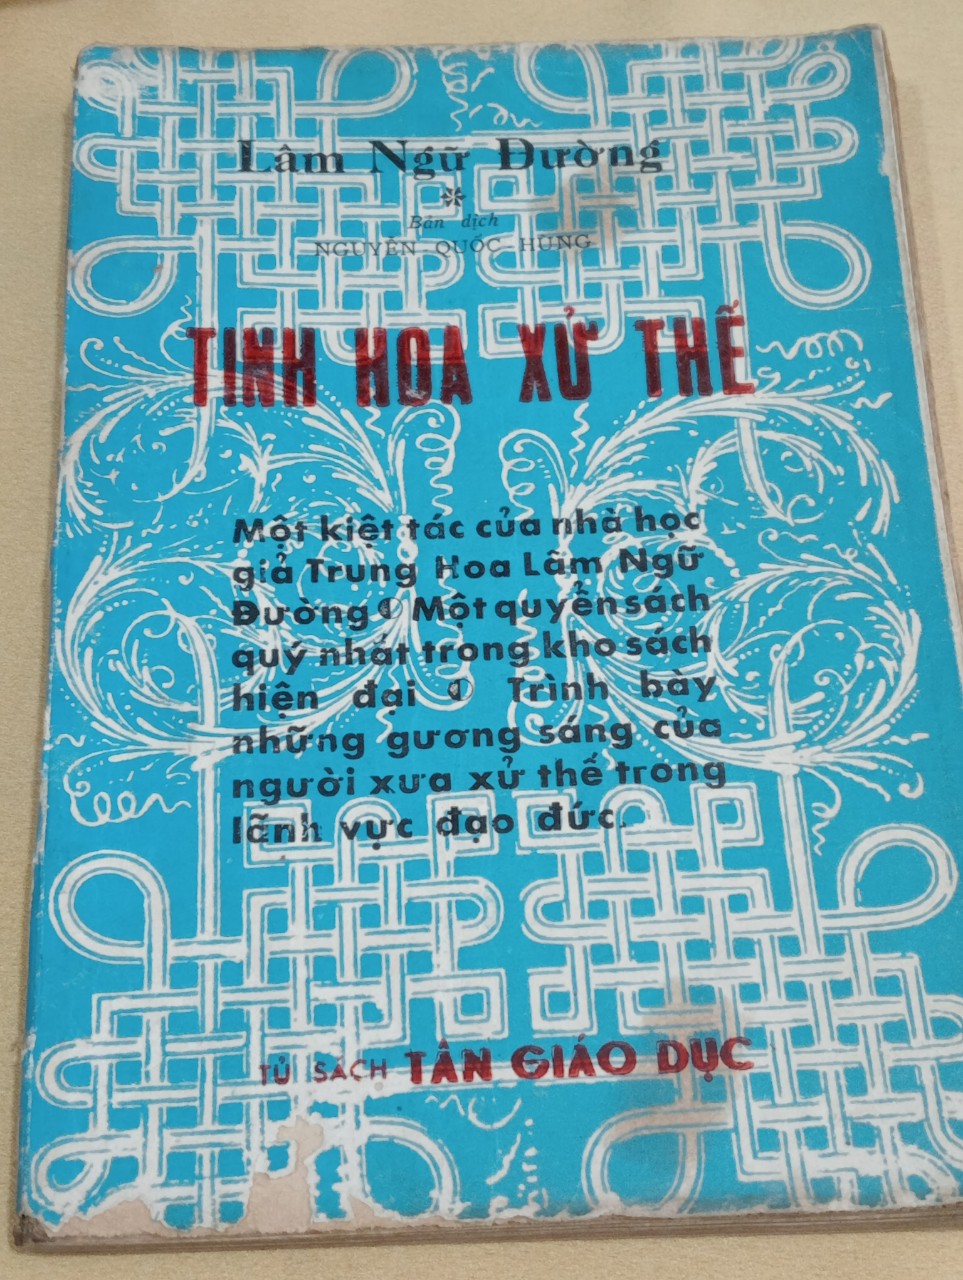 Lâm Ngữ Đường
Bản dịch
NGUYỄN QUỐC HÙNG
TINH HOA XỬ THẾ
Một kiệt tác của nhà học
giả Trung Hoa Lâm Ngữ
Đường Một quyển sách
quý nhất trong kho sách
hiện đại Trình bày
những gương sáng của
người xưa xử thế trong
lãnh vực đạo đức.
TỦ SÁCH TÂN GIÁO DỤC